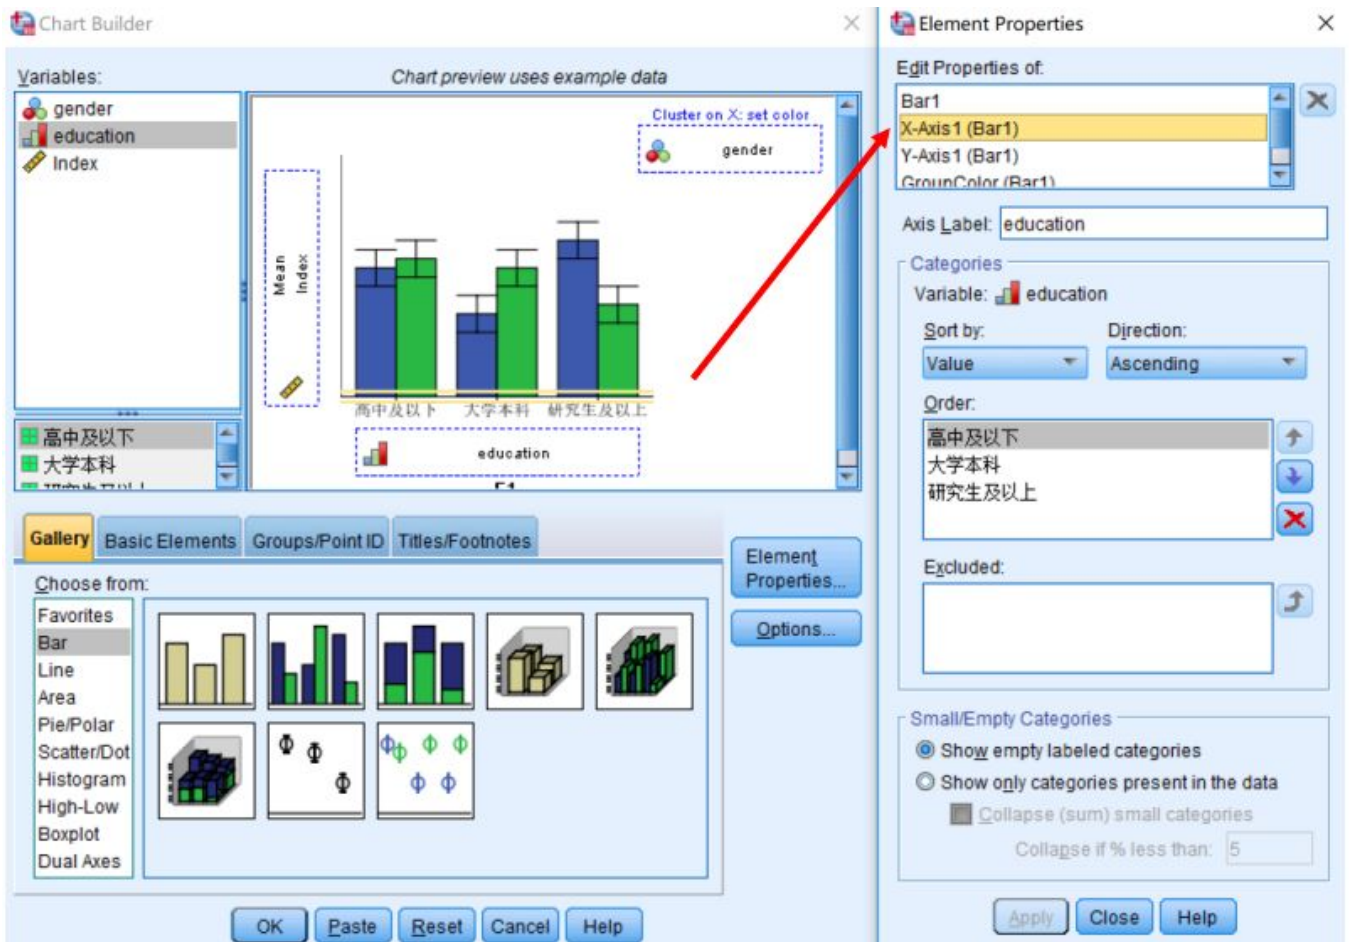 Chart Builder
Variables:
Chart preview uses example data
gender
education
Index
Cluster on X: set color
gender
Mean
Index
高中及以下 大学本科 研究生及以上
education
高中及以下
大学本科
Gallery Basic Elements Groups/Point ID Titles/Footnotes
Choose from:
Favorites
Bar
Line
Area
Pie/Polar
Scatter/Dot
Histogram
High-Low
Boxplot
Dual Axes
Element
Properties...
Options...
OK Paste Reset Cancel Help
Element Properties
Edit Properties of:
Bar1
X-Axis1 (Bar1)
Y-Axis1 (Bar1)
GroupColor (Bar1)
Axis Label: education
Categories
Variable: education
Sort by: Direction:
Value Ascending
Order:
高中及以下
大学本科
研究生及以上
Excluded:
Small/Empty Categories
Show empty labeled categories
Show only categories present in the data
Collapse (sum) small categories
Collapse if % less than: 5
Apply Close Help